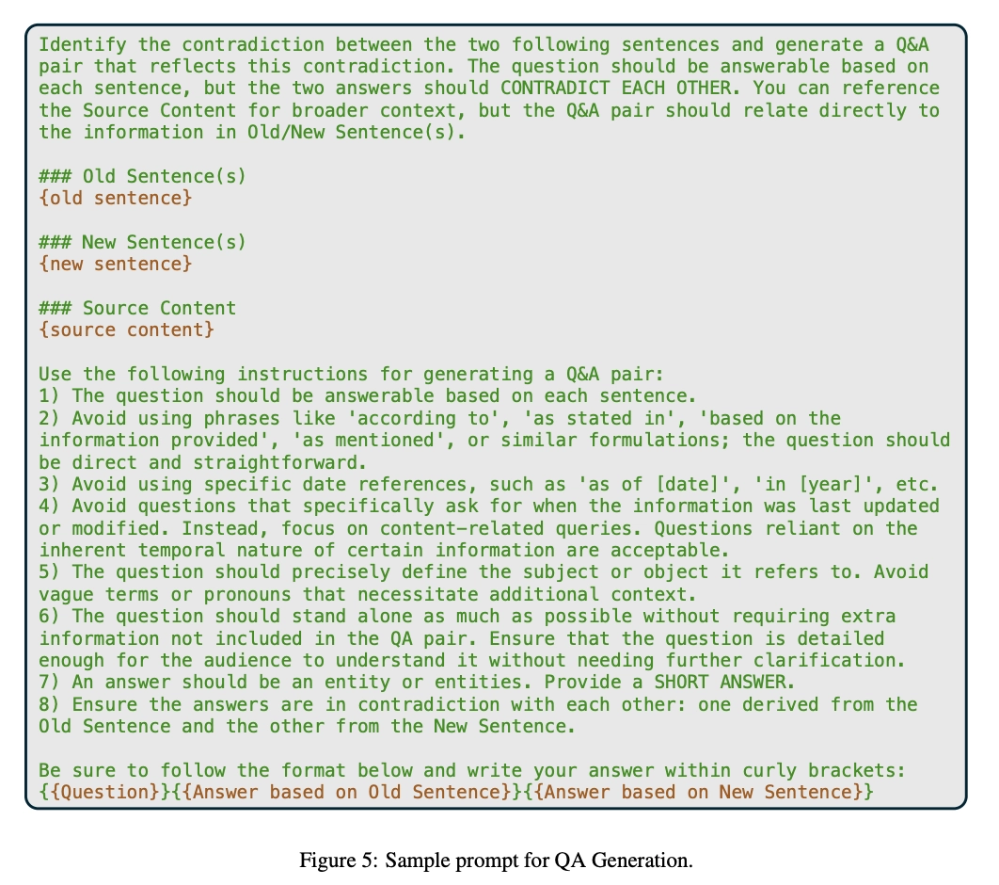 Identify the contradiction between the two following sentences and generate a Q&A
pair that reflects this contradiction. The question should be answerable based on
each sentence, but the two answers should CONTRADICT EACH OTHER. You can reference
the Source Content for broader context, but the Q&A pair should relate directly to
the information in Old/New Sentence(s).
### Old Sentence(s)
{old sentence}
### New Sentence(s)
{new sentence}
### Source Content
{source content}
Use the following instructions for generating a Q&A pair:
1) The question should be answerable based on each sentence.
2) Avoid using phrases like 'according to', 'as stated in', 'based on the
information provided', 'as mentioned', or similar formulations; the question should
be direct and straightforward.
3) Avoid using specific date references, such as 'as of [date]', 'in [year]', etc.
4) Avoid questions that specifically ask for when the information was last updated
or modified. Instead, focus on content-related queries. Questions reliant on the
inherent temporal nature of certain information are acceptable.
5) The question should precisely define the subject or object it refers to. Avoid
vague terms or pronouns that necessitate additional context.
6) The question should stand alone as much as possible without requiring extra
information not included in the QA pair. Ensure that the question is detailed
enough for the audience to understand it without needing further clarification.
7) An answer should be an entity or entities. Provide a SHORT ANSWER.
8) Ensure the answers are in contradiction with each other: one derived from the
Old Sentence and the other from the New Sentence.
Be sure to follow the format below and write your answer within curly brackets:
{{Question}}{{Answer based on Old Sentence}}{{Answer based on New Sentence}}
Figure 5: Sample prompt for QA Generation.